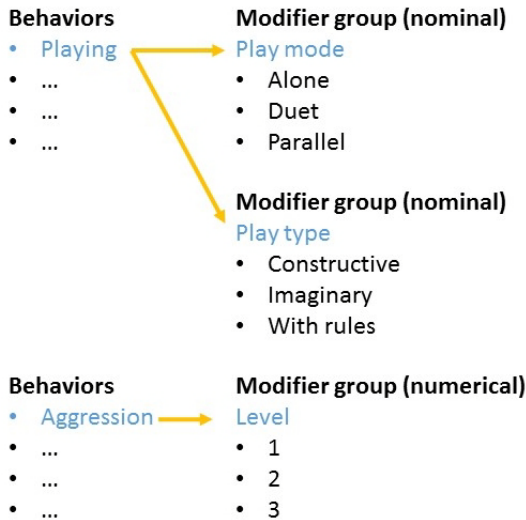 Behaviors
• Playing
• ...
• ...
• ...
Modifier group (nominal)
Play mode
• Alone
• Duet
• Parallel
Modifier group (nominal)
Play type
• Constructive
• Imaginary
• With rules
Behaviors
• Aggression
• ...
• ...
• ...
Modifier group (numerical)
Level
• 1
• 2
• 3